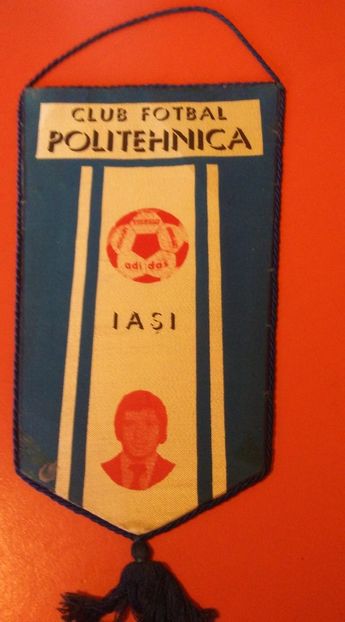 CLUB FOTBAL
POLITEHNICA
adidas
IAȘI